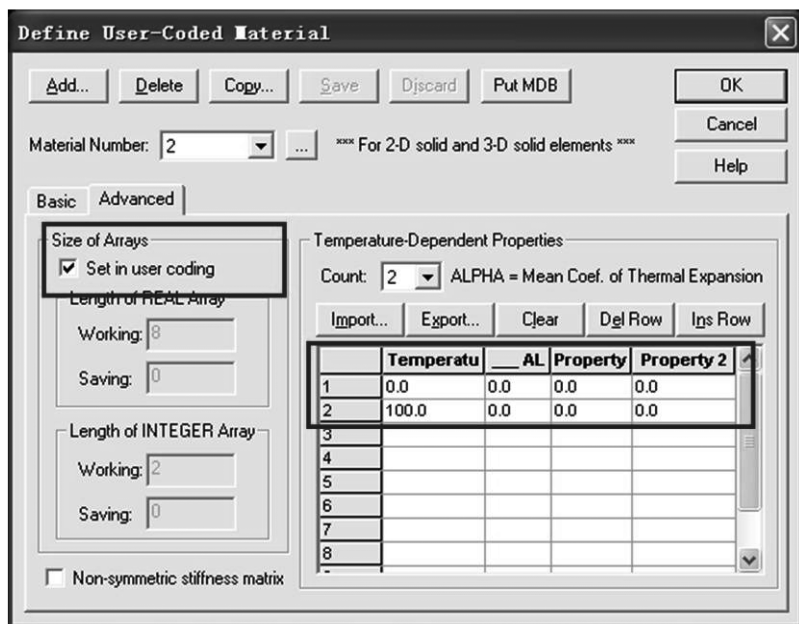 Define User-Coded Material
Add... Delete Copy... Save Discard Put MDB OK
Cancel
Material Number: 2 ... *** For 2-D solid and 3-D solid elements ***
Help
Basic Advanced
Size of Arrays
Set in user coding
Length of REAL Array
Working: 8
Saving: 0
Length of INTEGER Array
Working: 2
Saving: 0
Non-symmetric stiffness matrix
Temperature-Dependent Properties
Count: 2 ALPHA = Mean Coef. of Thermal Expansion
Import... Export... Clear Del Row Ins Row
Temperatu ___ AL Property Property 2
1 0.0 0.0 0.0 0.0
2 100.0 0.0 0.0 0.0
3
4
5
6
7
8